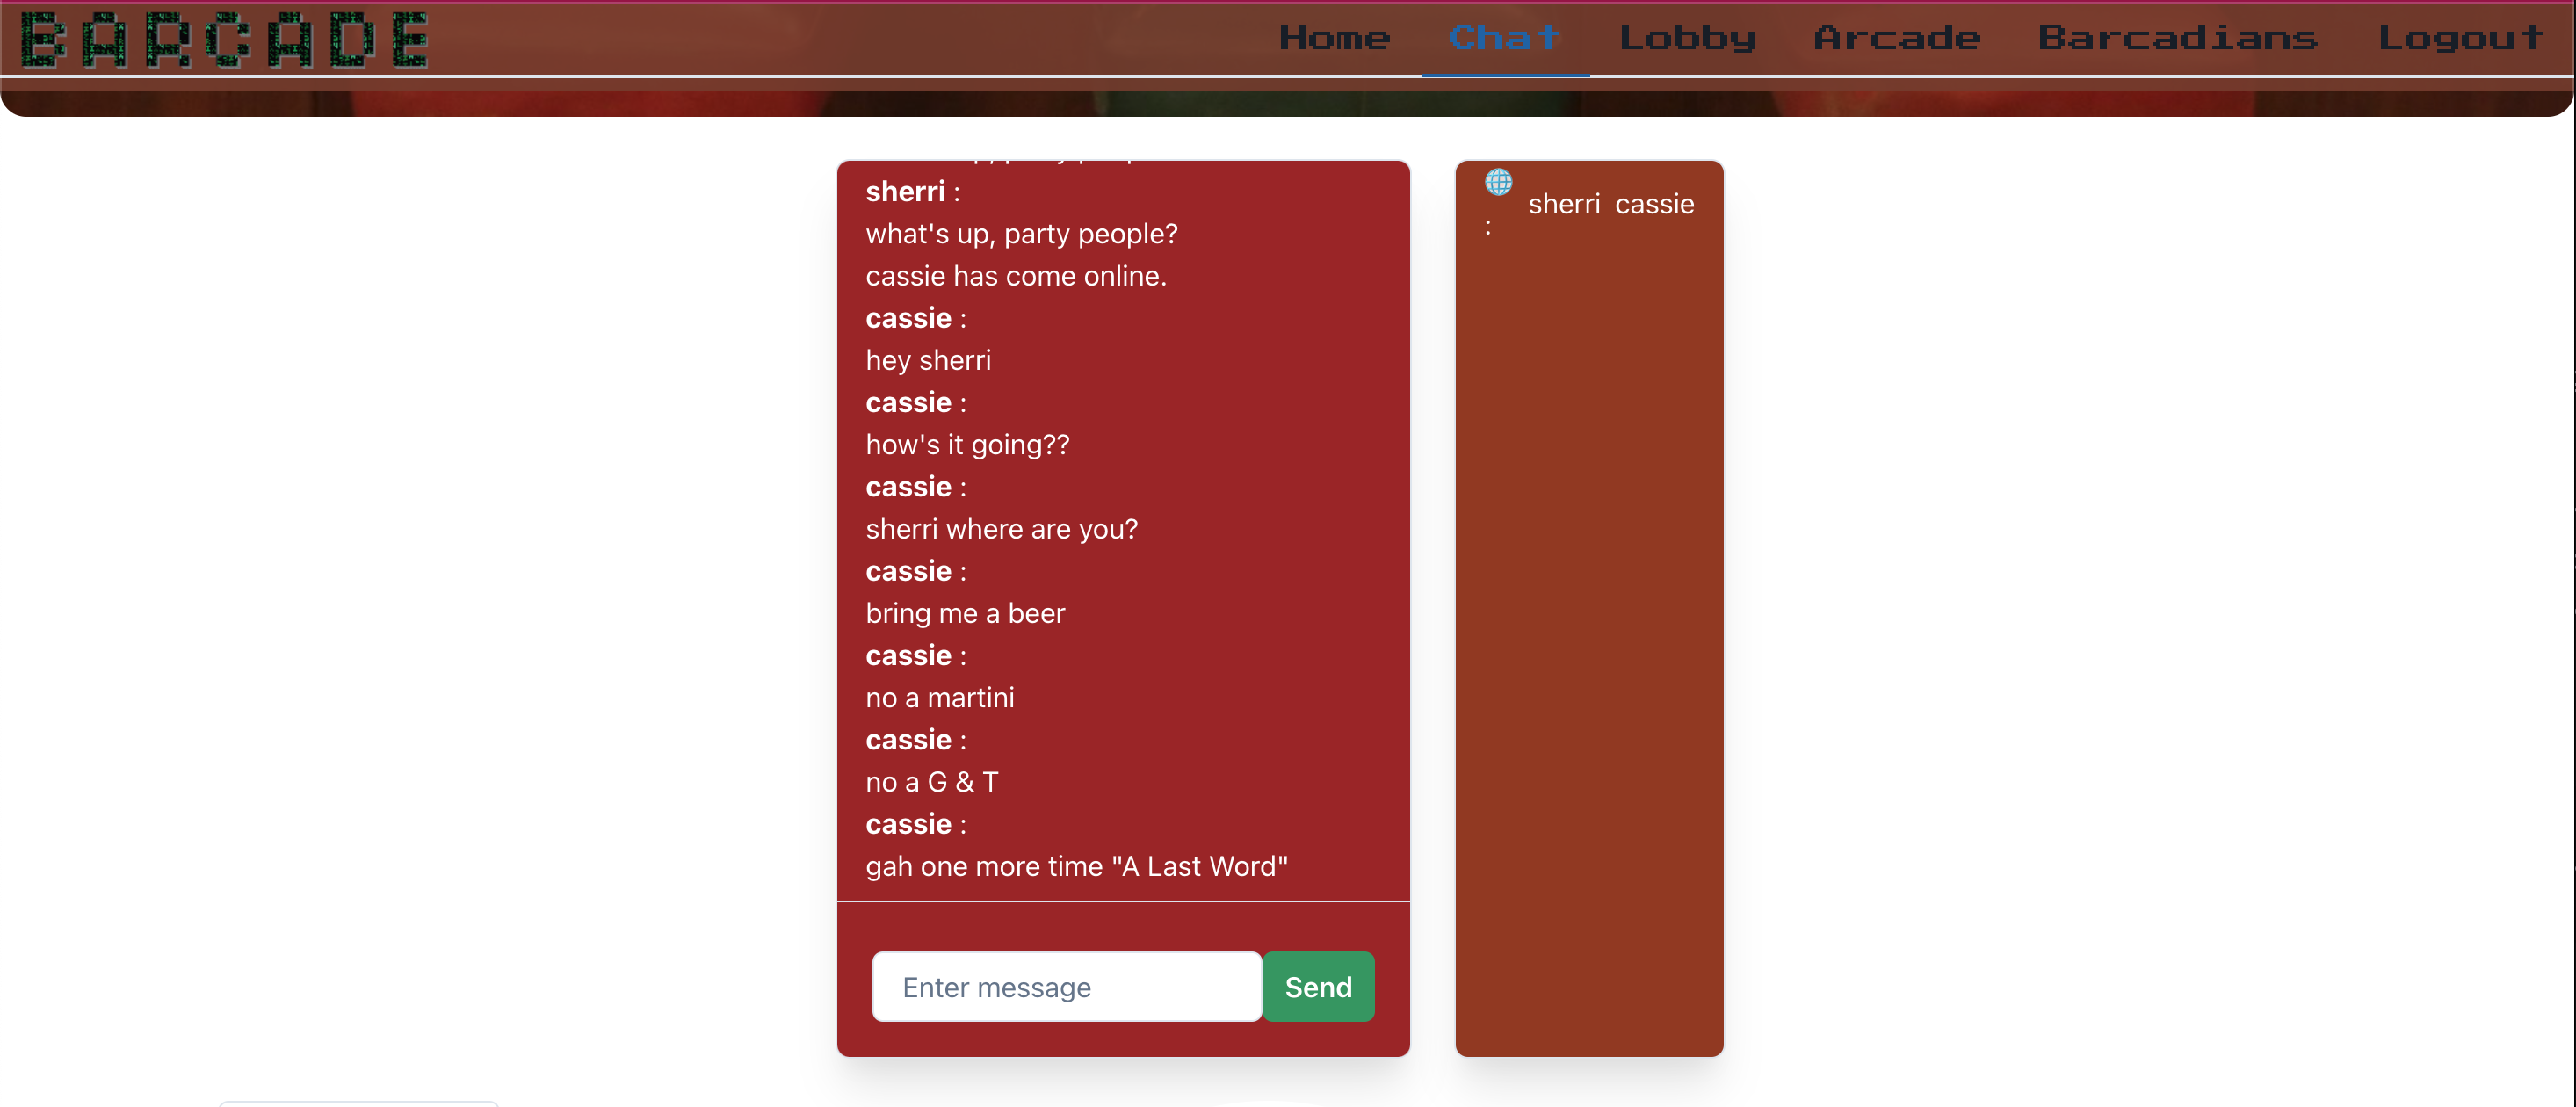 BARCADE
Home Chat Lobby Arcade Barcadians Logout
sherri :
what's up, party people?
cassie has come online.
cassie :
hey sherri
cassie :
how's it going??
cassie :
sherri where are you?
cassie :
bring me a beer
cassie :
no a martini
cassie :
no a G & T
cassie :
gah one more time "A Last Word"
Enter message
Send
🌐 : sherri cassie